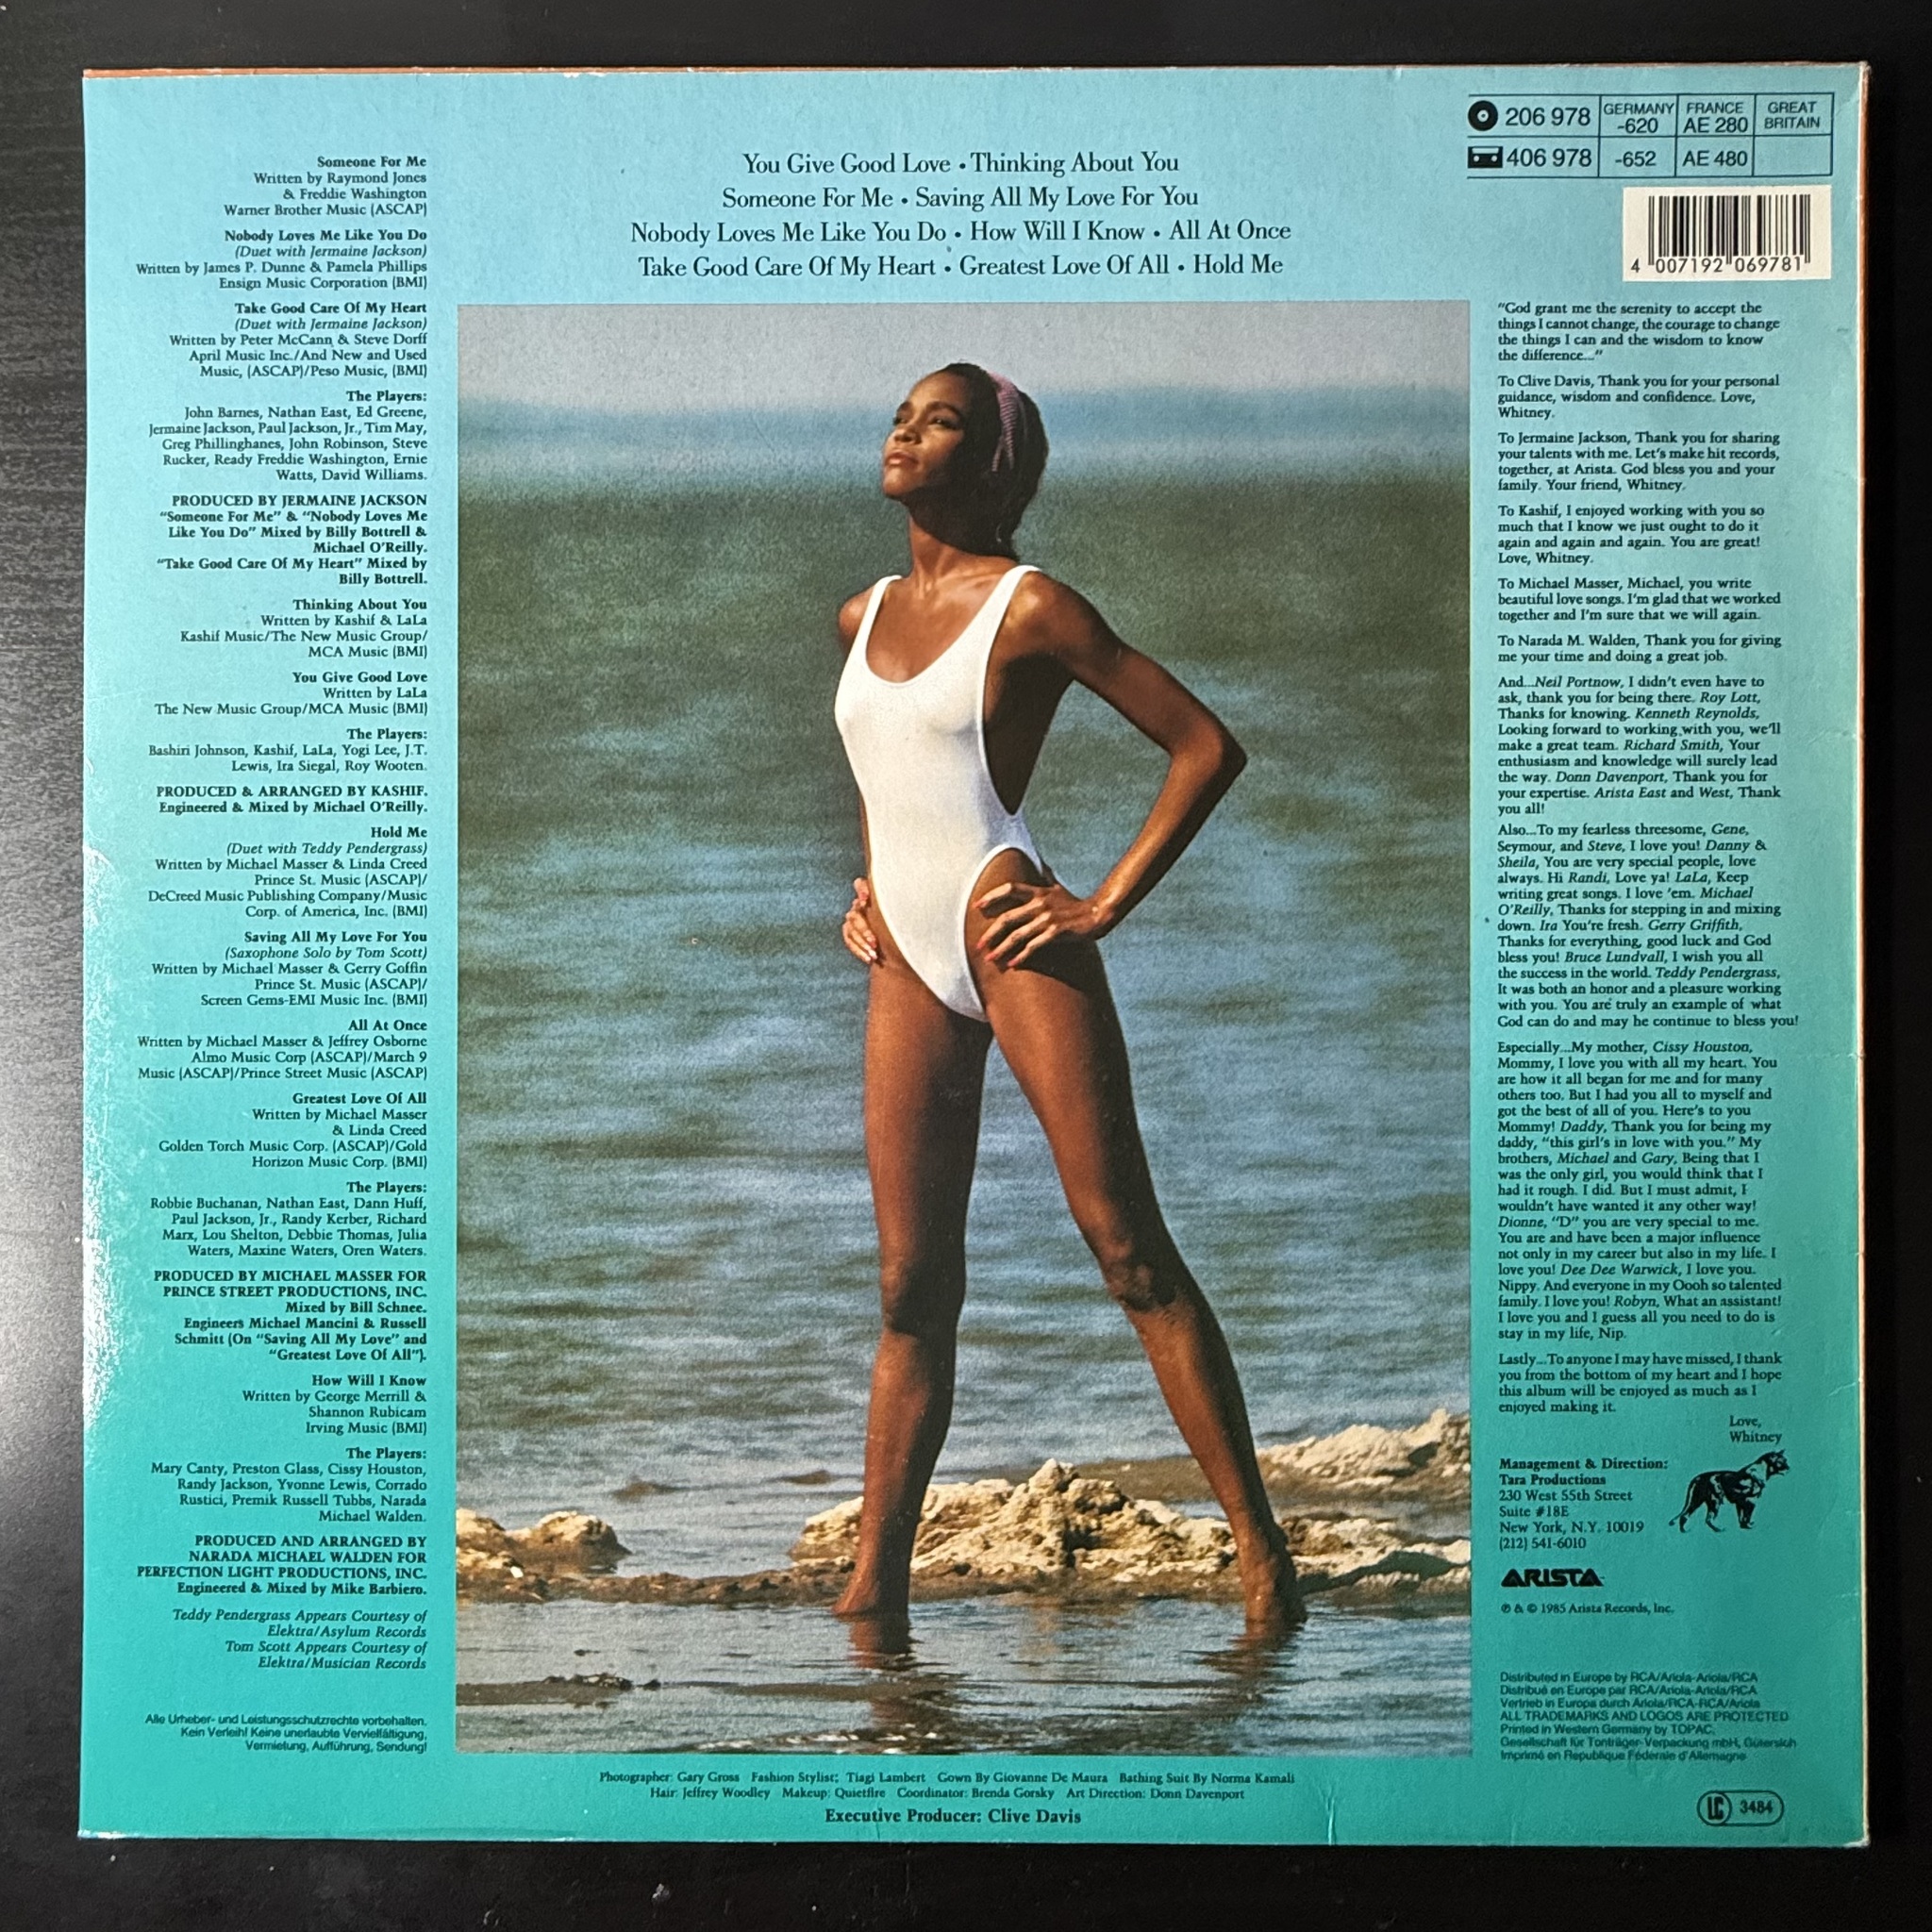 Someone For Me
Written by Raymond Jones
& Freddie Washington
Warner Brother Music (ASCAP)
Nobody Loves Me Like You Do
(Duet with Jermaine Jackson)
Written by James P. Dunne & Pamela Phillips
Ensign Music Corporation (BMI)
Take Good Care Of My Heart
(Duet with Jermaine Jackson)
Written by Peter McCann & Steve Dorff
April Music Inc./And New and Used
Music, (ASCAP)/Peso Music, (BMI)
The Players:
John Barnes, Nathan East, Ed Greene,
Jermaine Jackson, Paul Jackson, Jr., Tim May,
Greg Phillinghanes, John Robinson, Steve
Rucker, Ready Freddie Washington, Ernie
Watts, David Williams.
PRODUCED BY JERMAINE JACKSON
"Someone For Me" & "Nobody Loves Me
Like You Do" Mixed by Billy Bottrell &
Michael O'Reilly.
"Take Good Care Of My Heart" Mixed by
Billy Bottrell.
Thinking About You
Written by Kashif & LaLa
Kashif Music/The New Music Group/
MCA Music (BMI)
You Give Good Love
Written by LaLa
The New Music Group/MCA Music (BMI)
The Players:
Bashiri Johnson, Kashif, LaLa, Yogi Lee, J.T.
Lewis, Ira Siegal, Roy Wooten.
PRODUCED & ARRANGED BY KASHIF.
Engineered & Mixed by Michael O'Reilly.
Hold Me
(Duet with Teddy Pendergrass)
Written by Michael Masser & Linda Creed
Prince St. Music (ASCAP)/
DeCreed Music Publishing Company/Music
Corp. of America, Inc. (BMI)
Saving All My Love For You
(Saxophone Solo by Tom Scott)
Written by Michael Masser & Gerry Goffin
Prince St. Music (ASCAP)/
Screen Gems-EMI Music Inc. (BMI)
All At Once
Written by Michael Masser & Jeffrey Osborne
Almo Music Corp (ASCAP)/March 9
Music (ASCAP)/Prince Street Music (ASCAP)
Greatest Love Of All
Written by Michael Masser
& Linda Creed
Golden Torch Music Corp. (ASCAP)/Gold
Horizon Music Corp. (BMI)
The Players:
Robbie Buchanan, Nathan East, Dann Huff,
Paul Jackson, Jr., Randy Kerber, Richard
Marx, Lou Shelton, Debbie Thomas, Julia
Waters, Maxine Waters, Oren Waters.
PRODUCED BY MICHAEL MASSER FOR
PRINCE STREET PRODUCTIONS, INC.
Mixed by Bill Schnee.
Engineers Michael Mancini & Russell
Schmitt (On "Saving All My Love" and
"Greatest Love Of All").
How Will I Know
Written by George Merrill &
Shannon Rubicam
Irving Music (BMI)
The Players:
Mary Canty, Preston Glass, Cissy Houston,
Randy Jackson, Yvonne Lewis, Corrado
Rustici, Premik Russell Tubbs, Narada
Michael Walden.
PRODUCED AND ARRANGED BY
NARADA MICHAEL WALDEN FOR
PERFECTION LIGHT PRODUCTIONS, INC.
Engineered & Mixed by Mike Barbiero.
Teddy Pendergrass Appears Courtesy of
Elektra/Asylum Records
Tom Scott Appears Courtesy of
Elektra/Musician Records
Alle Urheber- und Leistungsschutzrechte vorbehalten.
Kein Verleih! Keine unerlaubte Vervielfältigung,
Vermietung, Aufführung, Sendung!
You Give Good Love • Thinking About You
Someone For Me • Saving All My Love For You
Nobody Loves Me Like You Do • How Will I Know • All At Once
Take Good Care Of My Heart • Greatest Love Of All • Hold Me
Photographer: Gary Gross Fashion Stylist: Tiagi Lambert Gown By Giovanne De Maura Bathing Suit By Norma Kamali
Hair: Jeffrey Woodley Makeup: Quietfire Coordinator: Brenda Gorsky Art Direction: Donn Davenport
Executive Producer: Clive Davis
206 978 GERMANY -620 FRANCE AE 280 GREAT BRITAIN
406 978 -652 AE 480
4 007192 069781
"God grant me the serenity to accept the
things I cannot change, the courage to change
the things I can and the wisdom to know
the difference..."
To Clive Davis, Thank you for your personal
guidance, wisdom and confidence. Love,
Whitney.
To Jermaine Jackson, Thank you for sharing
your talents with me. Let's make hit records,
together, at Arista. God bless you and your
family. Your friend, Whitney.
To Kashif, I enjoyed working with you so
much that I know we just ought to do it
again and again and again. You are great!
Love, Whitney.
To Michael Masser, Michael, you write
beautiful love songs. I'm glad that we worked
together and I'm sure that we will again.
To Narada M. Walden, Thank you for giving
me your time and doing a great job.
And...Neil Portnow, I didn't even have to
ask, thank you for being there. Roy Lott,
Thanks for knowing. Kenneth Reynolds,
Looking forward to working with you, we'll
make a great team. Richard Smith, Your
enthusiasm and knowledge will surely lead
the way. Donn Davenport, Thank you for
your expertise. Arista East and West, Thank
you all!
Also...To my fearless threesome, Gene,
Seymour, and Steve, I love you! Danny &
Sheila, You are very special people, love
always. Hi Randi, Love ya! LaLa, Keep
writing great songs. I love 'em. Michael
O'Reilly, Thanks for stepping in and mixing
down. Ira You're fresh. Gerry Griffith,
Thanks for everything, good luck and God
bless you! Bruce Lundvall, I wish you all
the success in the world. Teddy Pendergrass,
It was both an honor and a pleasure working
with you. You are truly an example of what
God can do and may he continue to bless you!
Especially...My mother, Cissy Houston,
Mommy, I love you with all my heart. You
are how it all began for me and for many
others too. But I had you all to myself and
got the best of all of you. Here's to you
Mommy! Daddy, Thank you for being my
daddy, "this girl's in love with you." My
brothers, Michael and Gary, Being that I
was the only girl, you would think that I
had it rough. I did. But I must admit, I
wouldn't have wanted it any other way!
Dionne, "D" you are very special to me.
You are and have been a major influence
not only in my career but also in my life. I
love you! Dee Dee Warwick, I love you.
Nippy. And everyone in my Oooh so talented
family. I love you! Robyn, What an assistant!
I love you and I guess all you need to do is
stay in my life, Nip.
Lastly...To anyone I may have missed, I thank
you from the bottom of my heart and I hope
this album will be enjoyed as much as I
enjoyed making it.
Love,
Whitney
Management & Direction:
Tara Productions
230 West 55th Street
Suite #18E
New York, N.Y. 10019
(212) 541-6010
ARISTA
℗ & © 1985 Arista Records, Inc.
Distributed in Europe by RCA/Ariola-Ariola/RCA
Distribué en Europe par RCA/Ariola-Ariola/RCA
Vertrieb in Europa durch Ariola/RCA-RCA/Ariola
ALL TRADEMARKS AND LOGOS ARE PROTECTED
Printed in Western Germany by TOPAC,
Gesellschaft für Tonträger-Verpackung mbH, Gütersloh
Imprimé en Republique Féderale d'Allemagne
LC 3484